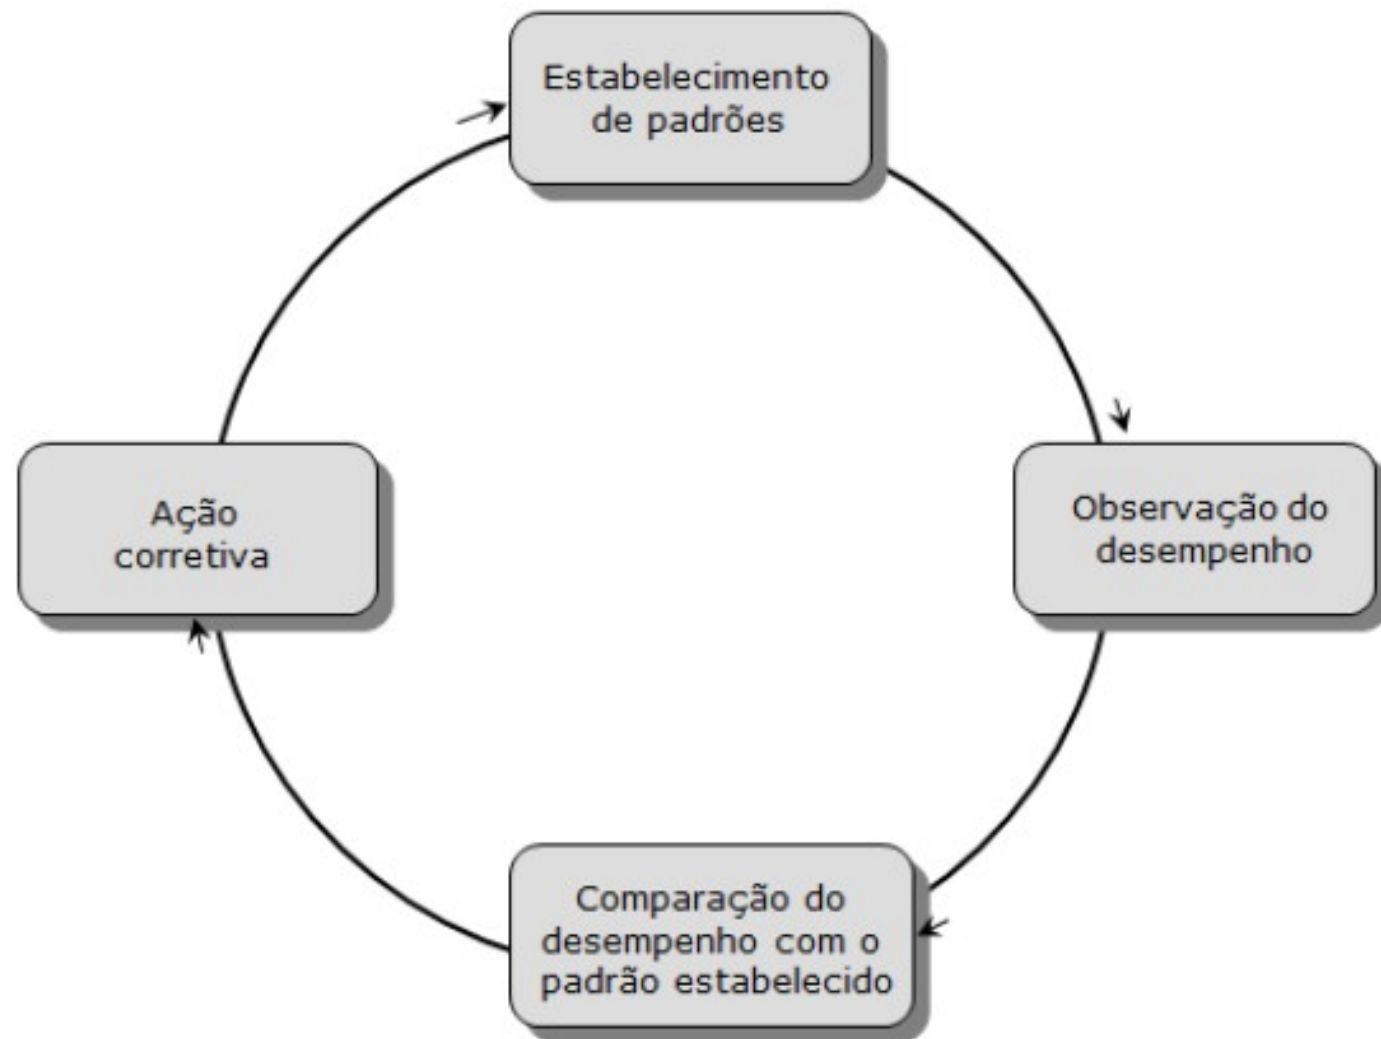 Estabelecimento
de padrões
Observação do
desempenho
Comparação do
desempenho com o
padrão estabelecido
Ação
corretiva